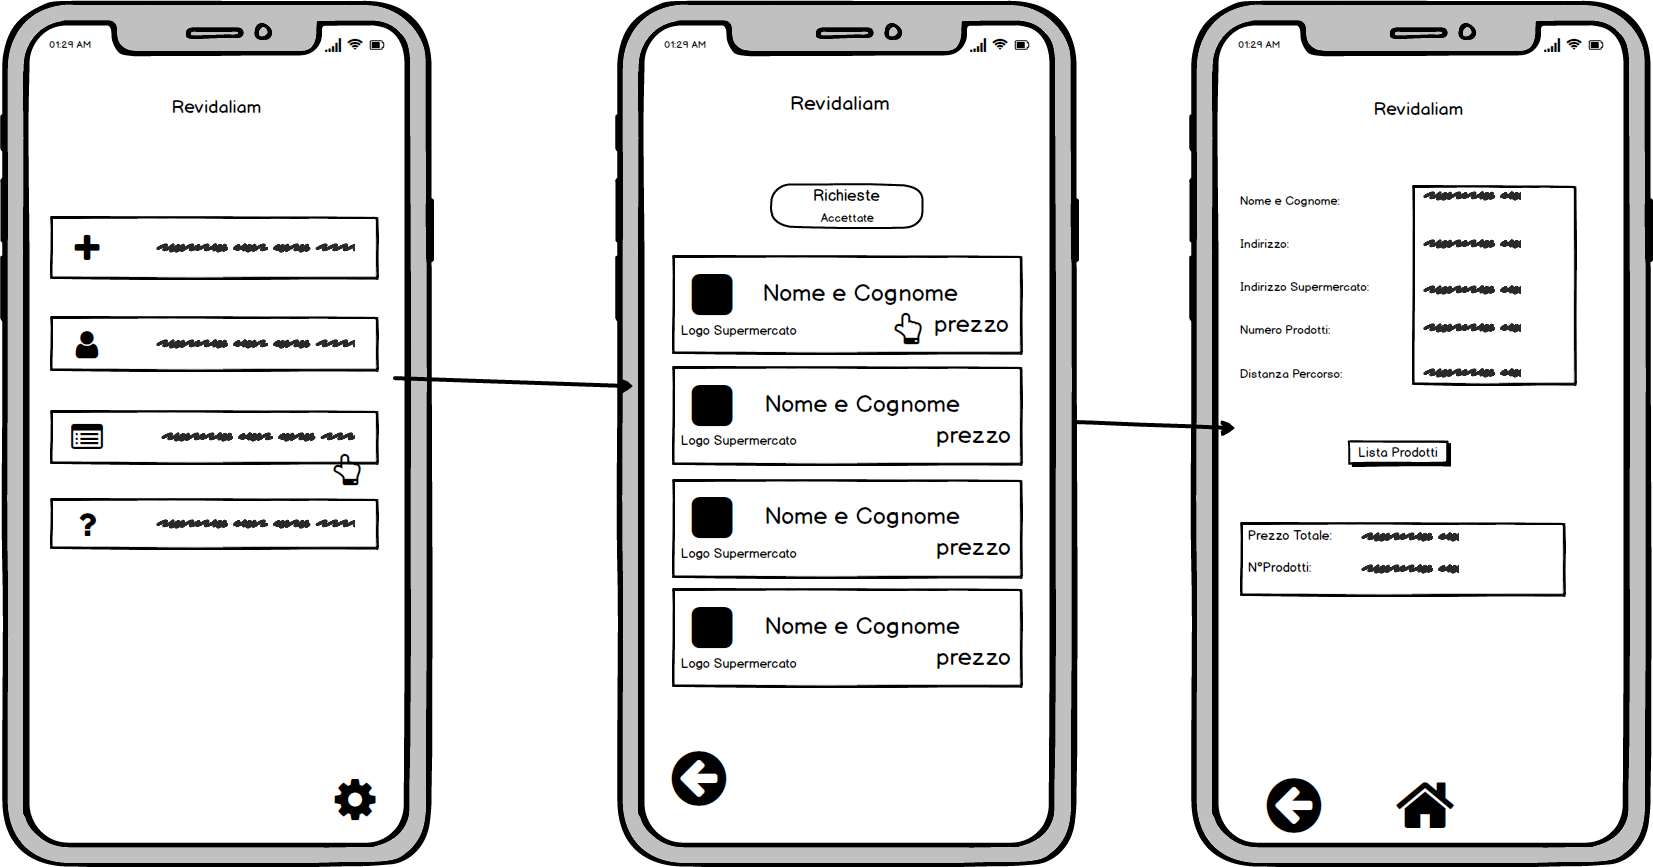 01:29 AM
Revidaliam
?
01:29 AM
Revidaliam
Richieste
Accettate
Nome e Cognome
Logo Supermercato
prezzo
Nome e Cognome
Logo Supermercato
prezzo
Nome e Cognome
Logo Supermercato
prezzo
Nome e Cognome
Logo Supermercato
prezzo
01:29 AM
Revidaliam
Nome e Cognome:
Indirizzo:
Indirizzo Supermercato:
Numero Prodotti:
Distanza Percorso:
Lista Prodotti
Prezzo Totale:
N°Prodotti: